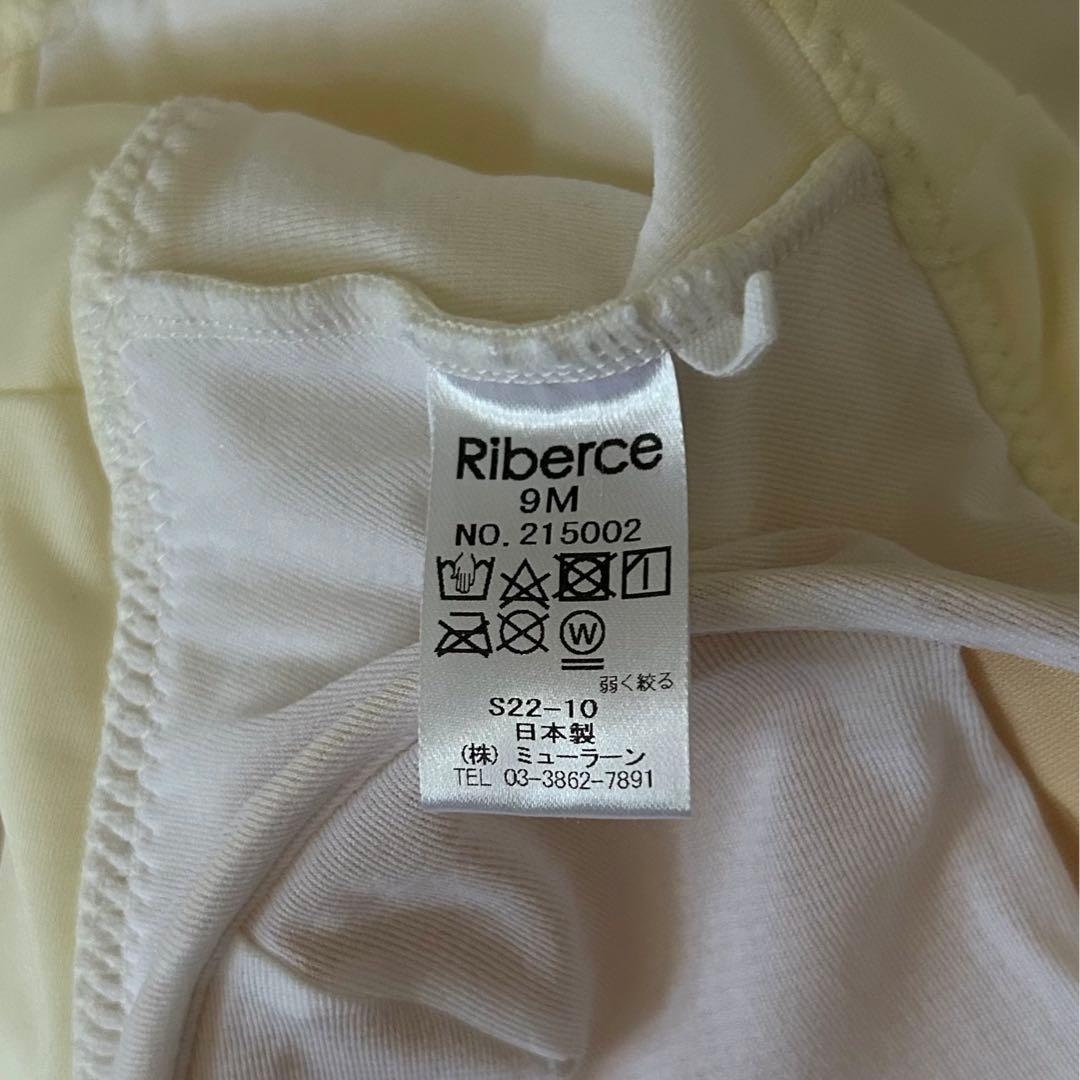 Riberce
9M
NO. 215002
W
弱く絞る
S22-10
日本製
(株) ミューラーン
TEL 03-3862-7891